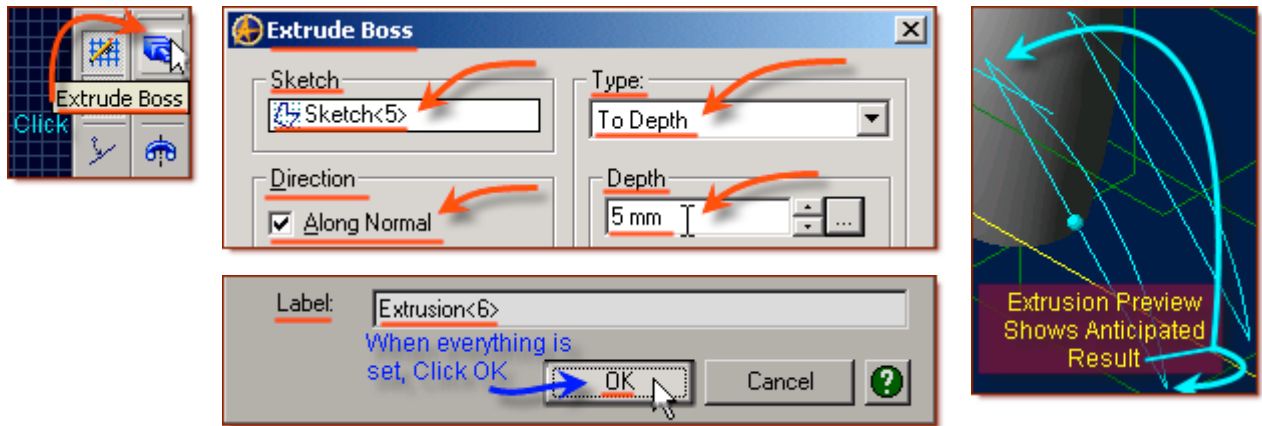 Extrude Boss
Click
Extrude Boss
Sketch
Sketch<5>
Direction
Along Normal
Type:
To Depth
Depth
5 mm
...
Label:
Extrusion<6>
When everything is
set, Click OK
OK
Cancel
?
Extrusion Preview
Shows Anticipated
Result